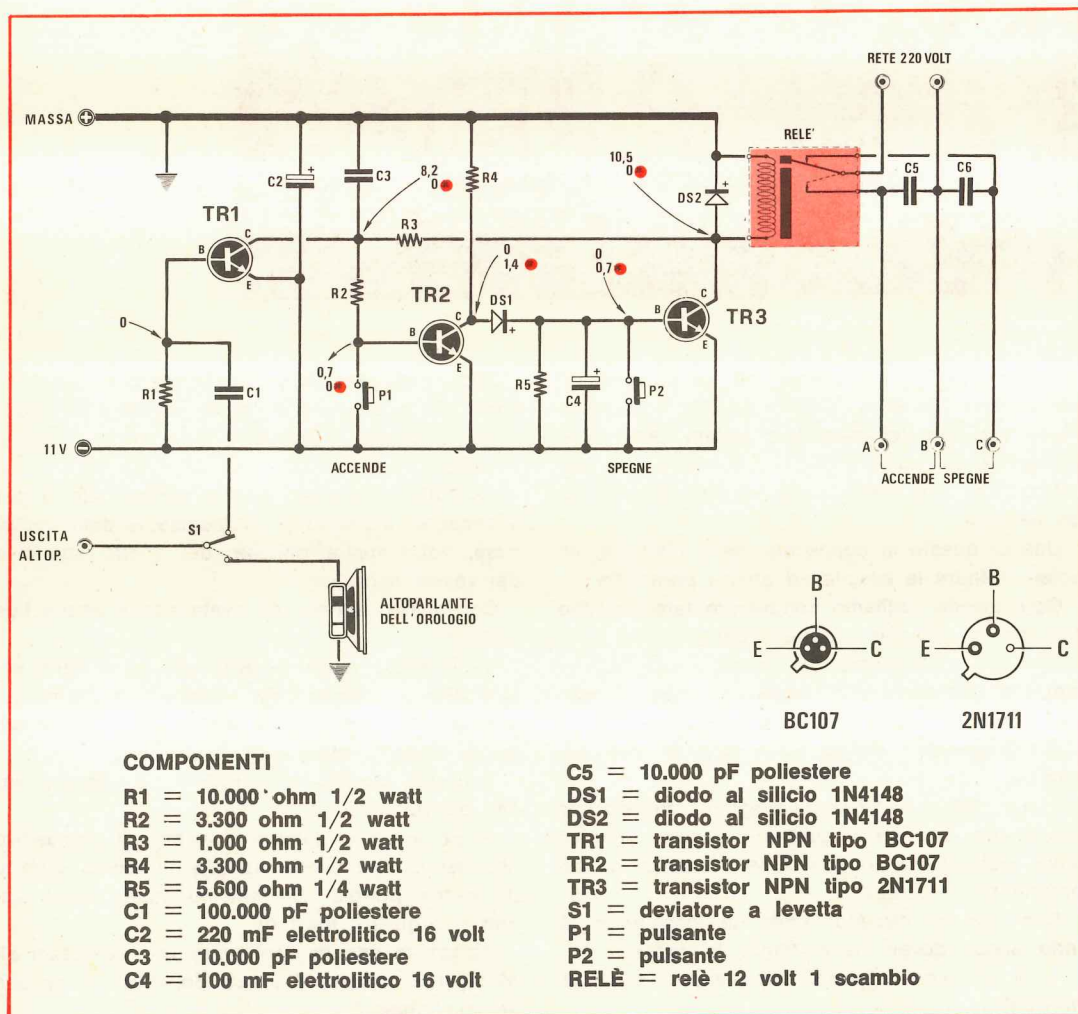 RETE 220 VOLT
MASSA +
RELE'
C2
+
C3
8,2
0
R4
10,5
0
DS2
+
C5
C6
TR1
B
C
E
R3
R2
TR2
B
C
E
0
1,4
DS1
+
0
0,7
TR3
B
C
E
0
R1
C1
0,7
0
P1
R5
C4
+
P2
11 V −
ACCENDE
SPEGNE
A
B
C
ACCENDE SPEGNE
S1
USCITA
ALTOP.
ALTOPARLANTE
DELL'OROLOGIO
B
E
C
BC107
B
E
C
2N1711
COMPONENTI
R1 = 10.000 ohm 1/2 watt
R2 = 3.300 ohm 1/2 watt
R3 = 1.000 ohm 1/2 watt
R4 = 3.300 ohm 1/2 watt
R5 = 5.600 ohm 1/4 watt
C1 = 100.000 pF poliestere
C2 = 220 mF elettrolitico 16 volt
C3 = 10.000 pF poliestere
C4 = 100 mF elettrolitico 16 volt
C5 = 10.000 pF poliestere
DS1 = diodo al silicio 1N4148
DS2 = diodo al silicio 1N4148
TR1 = transistor NPN tipo BC107
TR2 = transistor NPN tipo BC107
TR3 = transistor NPN tipo 2N1711
S1 = deviatore a levetta
P1 = pulsante
P2 = pulsante
RELÈ = relè 12 volt 1 scambio